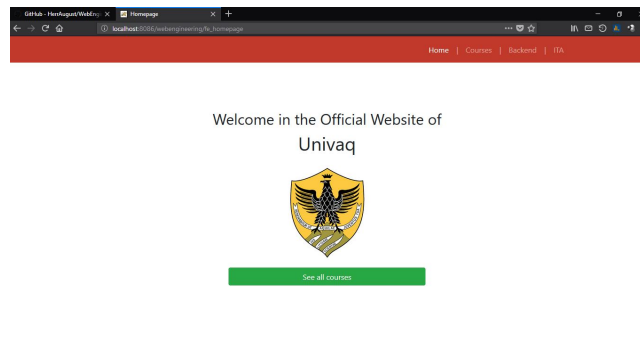 GitHub - HerrAugust/WebEng
Homepage
localhost:8086/webengineering/fe_homepage
Home | Courses | Backend | ITA
Welcome in the Official Website of
Univaq
See all courses